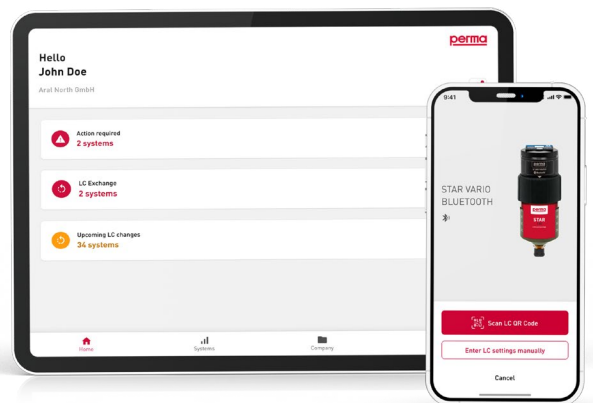 perma
Hello
John Doe
Aral North GmbH
Action required
2 systems
LC Exchange
2 systems
Upcoming LC changes
34 systems
Home
Systems
Company
9:41
STAR VARIO
BLUETOOTH
perma
STAR
Scan LC QR Code
Enter LC settings manually
Cancel